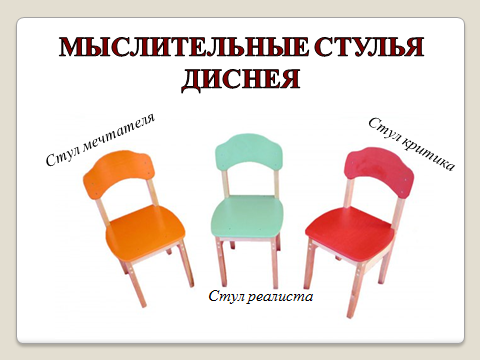 МЫСЛИТЕЛЬНЫЕ СТУЛЬЯ
ДИСНЕЯ
Стул мечтателя
Стул критика
Стул реалиста